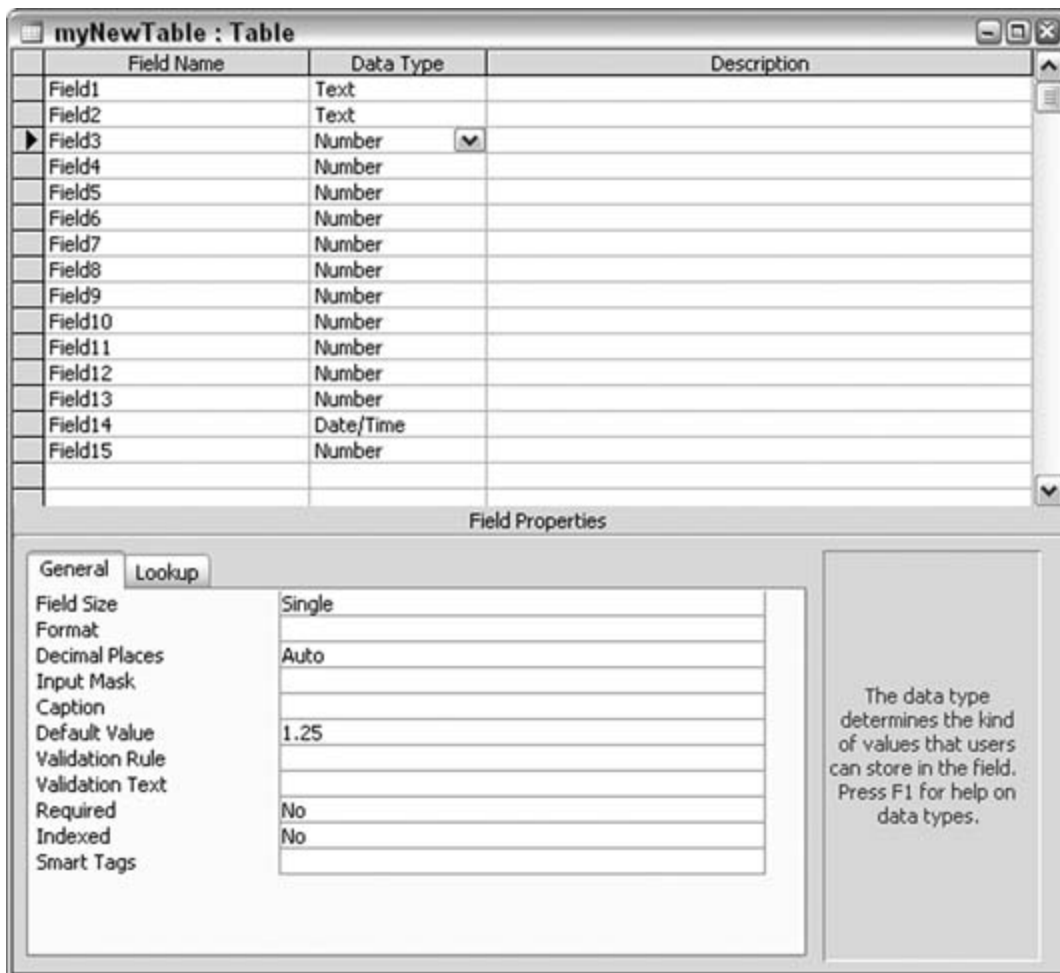 myNewTable : Table
Field Name Data Type Description
Field1 Text
Field2 Text
Field3 Number
Field4 Number
Field5 Number
Field6 Number
Field7 Number
Field8 Number
Field9 Number
Field10 Number
Field11 Number
Field12 Number
Field13 Number
Field14 Date/Time
Field15 Number
Field Properties
General Lookup
Field Size Single
Format
Decimal Places Auto
Input Mask
Caption
Default Value 1.25
Validation Rule
Validation Text
Required No
Indexed No
Smart Tags
The data type
determines the kind
of values that users
can store in the field.
Press F1 for help on
data types.